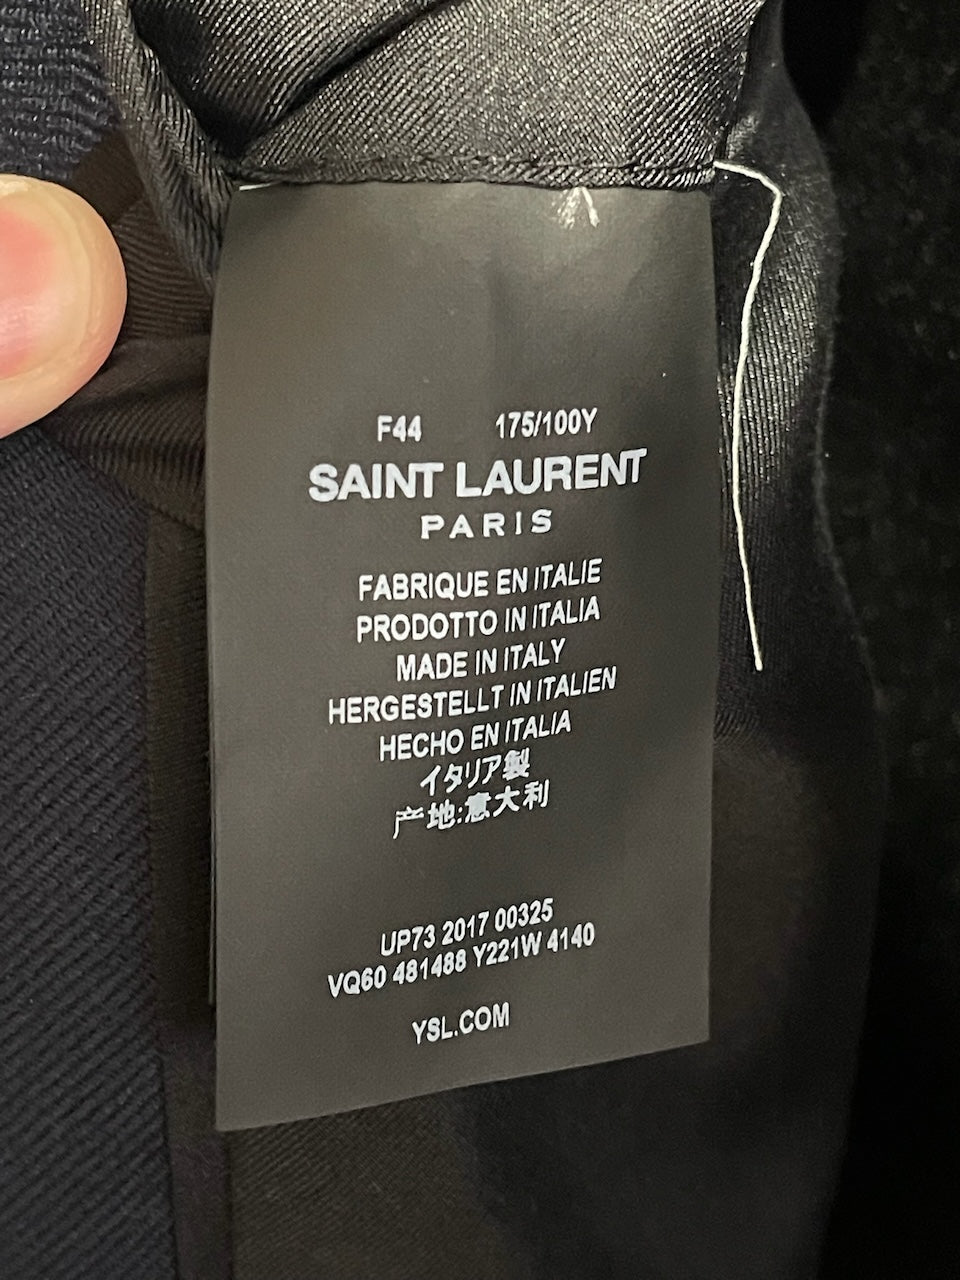 F44 175/100Y
SAINT LAURENT
PARIS
FABRIQUE EN ITALIE
PRODOTTO IN ITALIA
MADE IN ITALY
HERGESTELLT IN ITALIEN
HECHO EN ITALIA
イタリア製
产地:意大利
UP73 2017 00325
VQ60 481488 Y221W 4140
YSL.COM